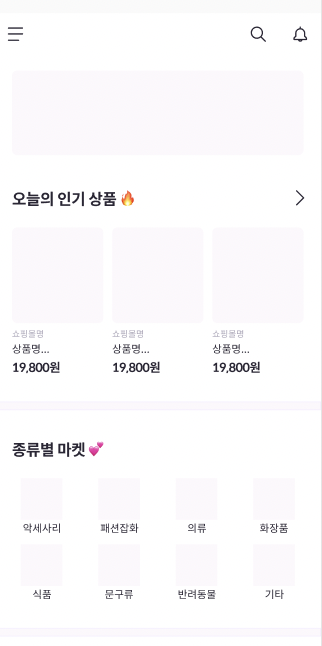 오늘의 인기 상품 🔥
쇼핑몰명 쇼핑몰명 쇼핑몰명
상품명... 상품명... 상품명...
19,800원 19,800원 19,800원
종류별 마켓 💕
악세사리 패션잡화 의류 화장품
식품 문구류 반려동물 기타